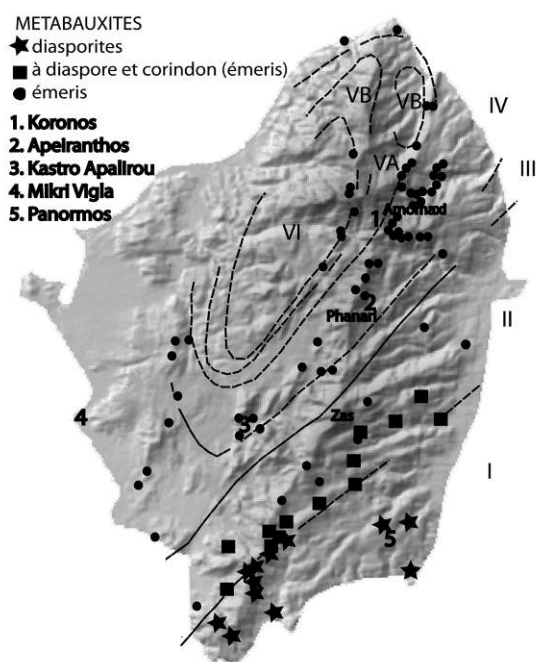 METABAUXITES
diasporites
à diaspore et corindon (émeris)
émeris
1. Koronos
2. Apeiranthos
3. Kastro Apalirou
4. Mikri Vigla
5. Panormos
VB
VB
IV
VA
III
1
Amomaxi
VI
2
Phanari
II
4
3
Zas
I
5